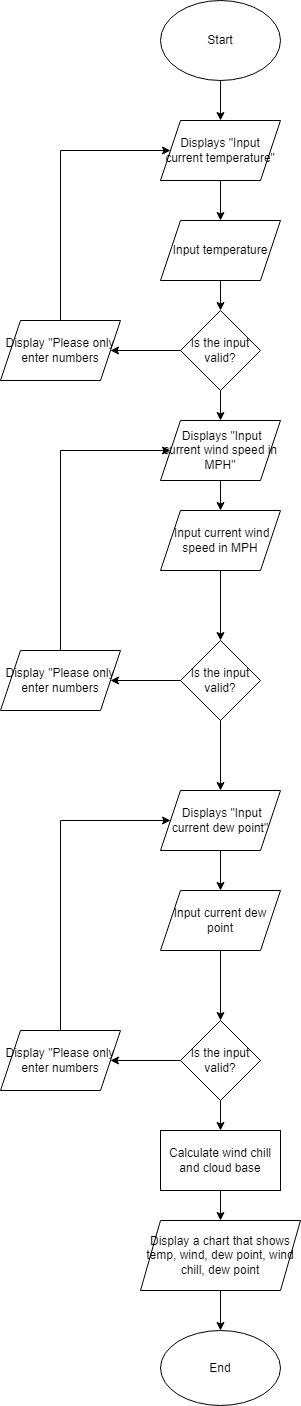 Start
Displays "Input
current temperature"
Input temperature
Is the input
valid?
Display "Please only
enter numbers
Displays "Input
current wind speed in
MPH"
Input current wind
speed in MPH
Is the input
valid?
Display "Please only
enter numbers
Displays "Input
current dew point"
Input current dew
point
Is the input
valid?
Display "Please only
enter numbers
Calculate wind chill
and cloud base
Display a chart that shows
temp, wind, dew point, wind
chill, dew point
End